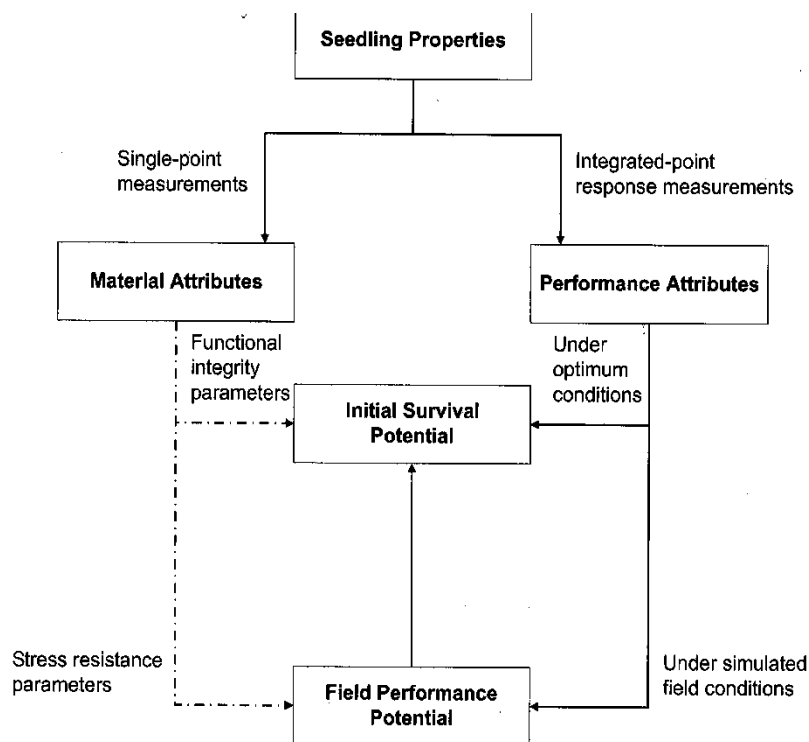 Seedling Properties
Single-point
measurements
Integrated-point
response measurements
Material Attributes
Performance Attributes
Functional
integrity
parameters
Under
optimum
conditions
Initial Survival
Potential
Stress resistance
parameters
Under simulated
field conditions
Field Performance
Potential